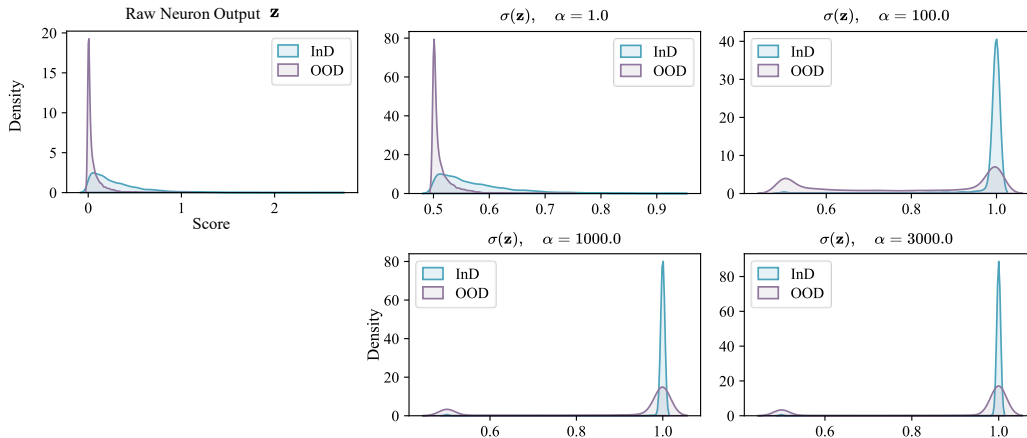 Raw Neuron Output z
20
15
10
5
0
Density
0 1 2
Score
InD
OOD
σ(z), α = 1.0
80
60
40
20
0
0.5 0.6 0.7 0.8 0.9
InD
OOD
σ(z), α = 100.0
40
30
20
10
0
0.6 0.8 1.0
InD
OOD
σ(z), α = 1000.0
80
60
40
20
0
Density
0.6 0.8 1.0
InD
OOD
σ(z), α = 3000.0
80
60
40
20
0
0.6 0.8 1.0
InD
OOD